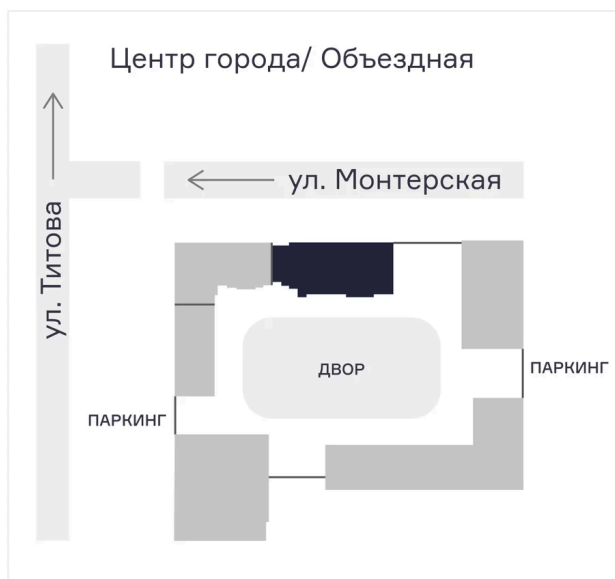 Центр города/ Объездная
ул. Монтерская
ул. Титова
ДВОР
ПАРКИНГ
ПАРКИНГ